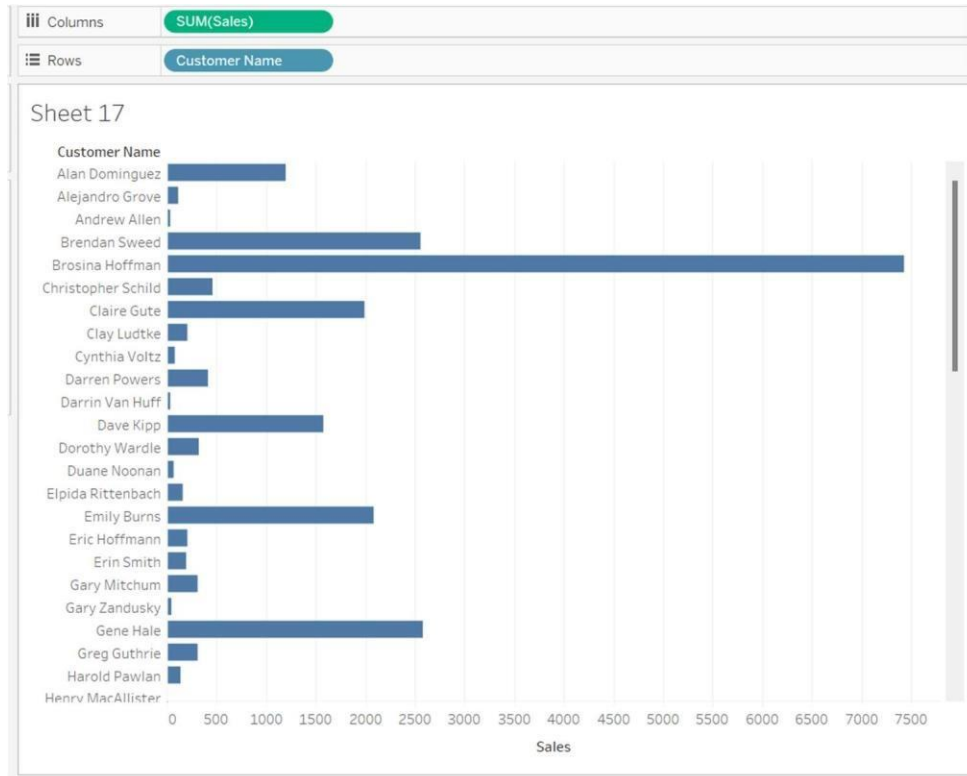 Columns SUM(Sales)
Rows Customer Name
Sheet 17
Customer Name
Alan Dominguez
Alejandro Grove
Andrew Allen
Brendan Sweed
Brosina Hoffman
Christopher Schild
Claire Gute
Clay Ludtke
Cynthia Voltz
Darren Powers
Darrin Van Huff
Dave Kipp
Dorothy Wardle
Duane Noonan
Elpida Rittenbach
Emily Burns
Eric Hoffmann
Erin Smith
Gary Mitchum
Gary Zandusky
Gene Hale
Greg Guthrie
Harold Pawlan
Henry MacAllister
0 500 1000 1500 2000 2500 3000 3500 4000 4500 5000 5500 6000 6500 7000 7500
Sales